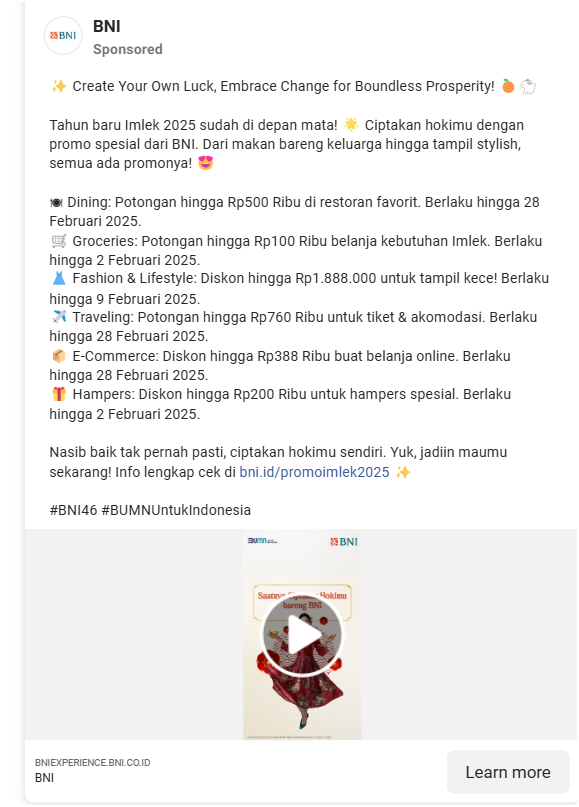 BNI
BNI
Sponsored
✨ Create Your Own Luck, Embrace Change for Boundless Prosperity! 🍊 🐇
Tahun baru Imlek 2025 sudah di depan mata! 🌟 Ciptakan hokimu dengan
promo spesial dari BNI. Dari makan bareng keluarga hingga tampil stylish,
semua ada promonya! 😍
🍽 Dining: Potongan hingga Rp500 Ribu di restoran favorit. Berlaku hingga 28
Februari 2025.
🛒 Groceries: Potongan hingga Rp100 Ribu belanja kebutuhan Imlek. Berlaku
hingga 2 Februari 2025.
👗 Fashion & Lifestyle: Diskon hingga Rp1.888.000 untuk tampil kece! Berlaku
hingga 9 Februari 2025.
✈️ Traveling: Potongan hingga Rp760 Ribu untuk tiket & akomodasi. Berlaku
hingga 28 Februari 2025.
📦 E-Commerce: Diskon hingga Rp388 Ribu buat belanja online. Berlaku
hingga 28 Februari 2025.
🎁 Hampers: Diskon hingga Rp200 Ribu untuk hampers spesial. Berlaku
hingga 2 Februari 2025.
Nasib baik tak pernah pasti, ciptakan hokimu sendiri. Yuk, jadiin maumu
sekarang! Info lengkap cek di bni.id/promoimlek2025 ✨
#BNI46 #BUMNUntukIndonesia
BUMN BNI
Hokimu
bareng BNI
BNIEXPERIENCE.BNI.CO.ID
BNI
Learn more